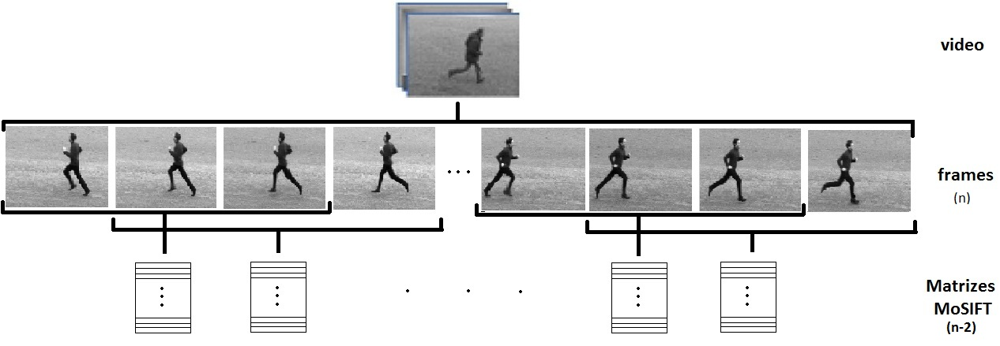 video
frames
(n)
Matrizes
MoSIFT
(n-2)